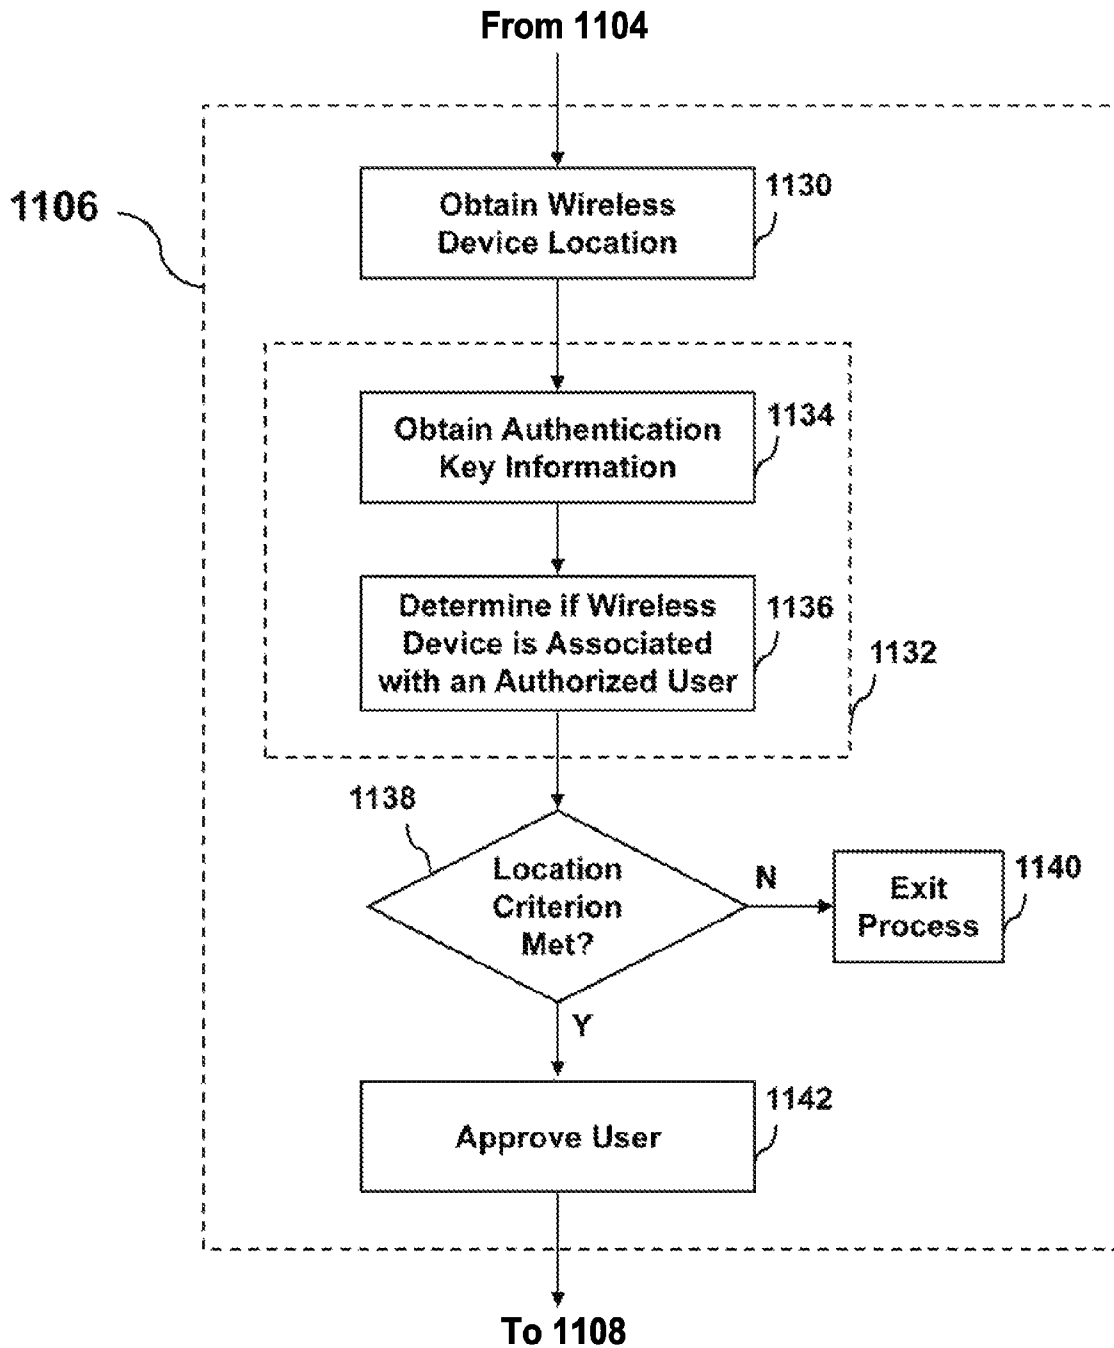 From 1104
1106
1130
Obtain Wireless
Device Location
1134
Obtain Authentication
Key Information
1136
Determine if Wireless
Device is Associated
with an Authorized User
1132
1138
Location
Criterion
Met?
N
1140
Exit
Process
Y
1142
Approve User
To 1108